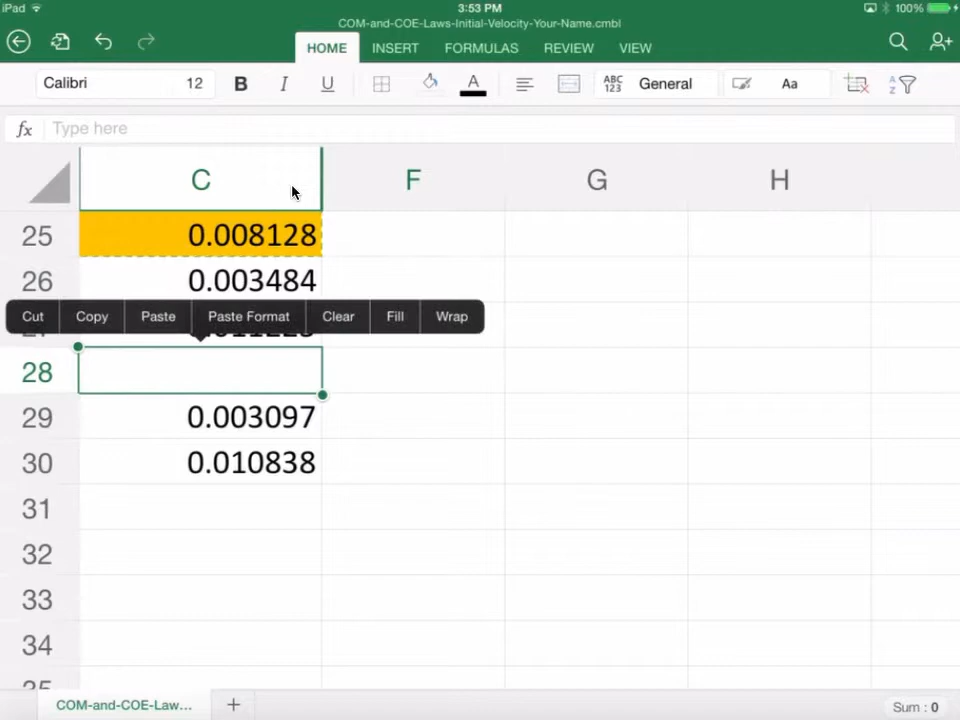 iPad 3:53 PM 100%
COM-and-COE-Laws-Initial-Velocity-Your-Name.cmbl
HOME INSERT FORMULAS REVIEW VIEW
Calibri 12 B I U A ABC 123 General Aa A Z
fx Type here
C F G H
25 0.008128
26 0.003484
Cut Copy Paste Paste Format Clear Fill Wrap
28
29 0.003097
30 0.010838
31
32
33
34
35
COM-and-COE-Law... + Sum : 0